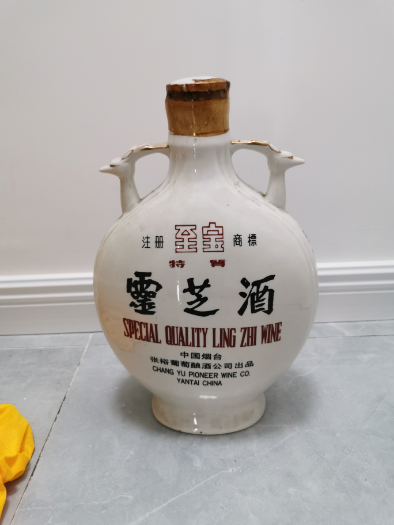 注册 至宝 商標
特質
靈芝酒
SPECIAL QUALITY LING ZHI WINE
中国烟台
张裕葡萄酿酒公司出品
CHANG YU PIONEER WINE CO.
YANTAI CHINA